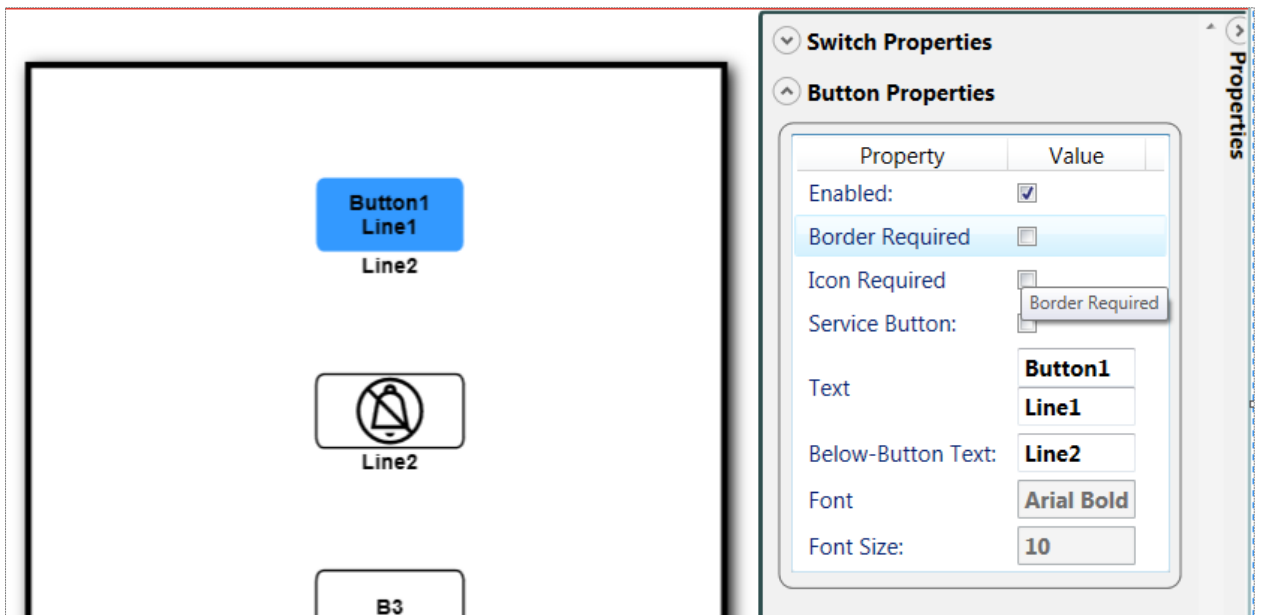 Button1
Line1
Line2
Line2
B3
Switch Properties
Button Properties
Property Value
Enabled:
Border Required
Icon Required
Border Required
Service Button:
Text
Button1
Line1
Below-Button Text: Line2
Font Arial Bold
Font Size: 10
Properties